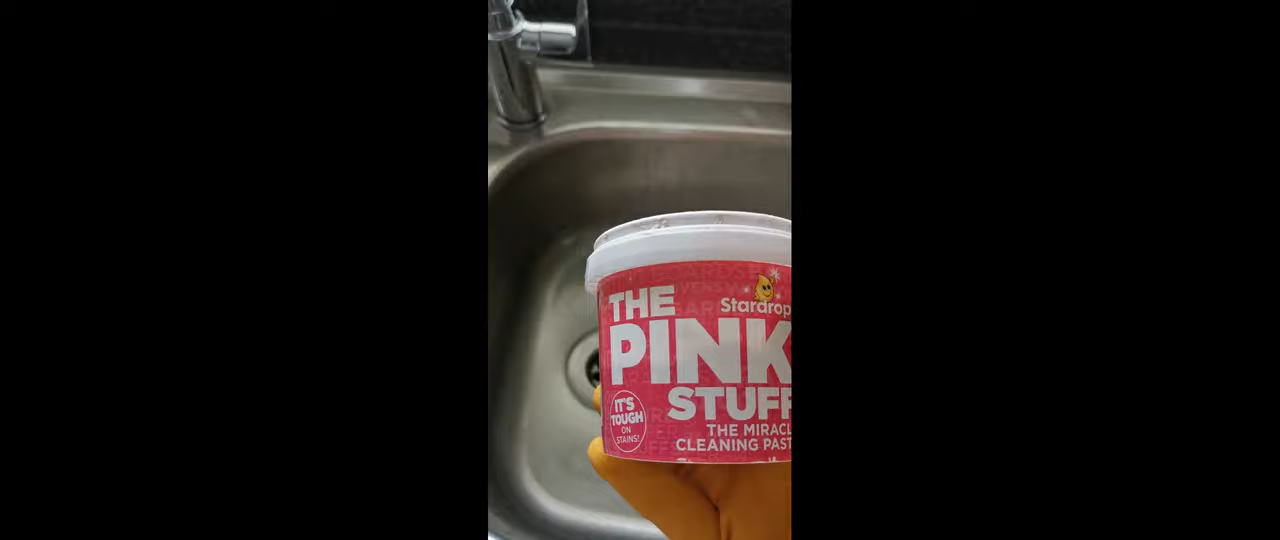 THE
Stardrop
PINK
STUFF
THE MIRACL
CLEANING PAST
IT'S
TOUGH
ON
STAINS!